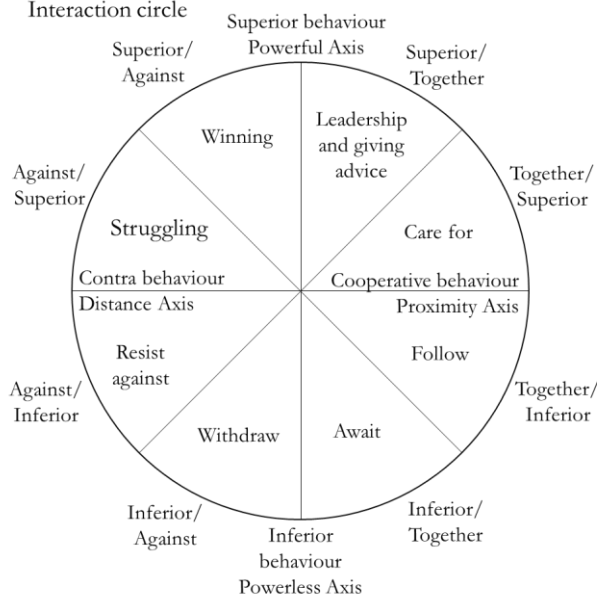 Interaction circle
Superior behaviour
Powerful Axis
Superior/
Against
Superior/
Together
Winning
Leadership
and giving
advice
Against/
Superior
Together/
Superior
Struggling
Care for
Contra behaviour
Distance Axis
Cooperative behaviour
Proximity Axis
Resist
against
Follow
Against/
Inferior
Together/
Inferior
Withdraw
Await
Inferior/
Against
Inferior/
Together
Inferior
behaviour
Powerless Axis